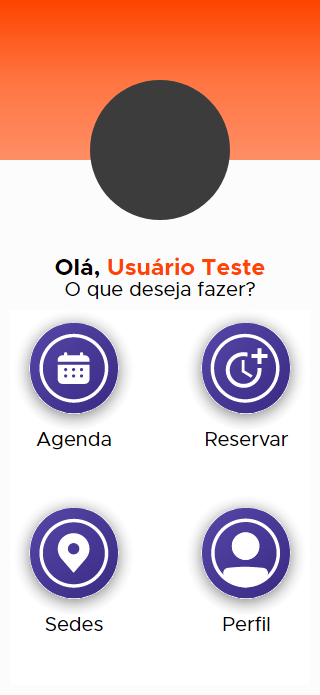 Olá, Usuário Teste
O que deseja fazer?
Agenda
Reservar
Sedes
Perfil